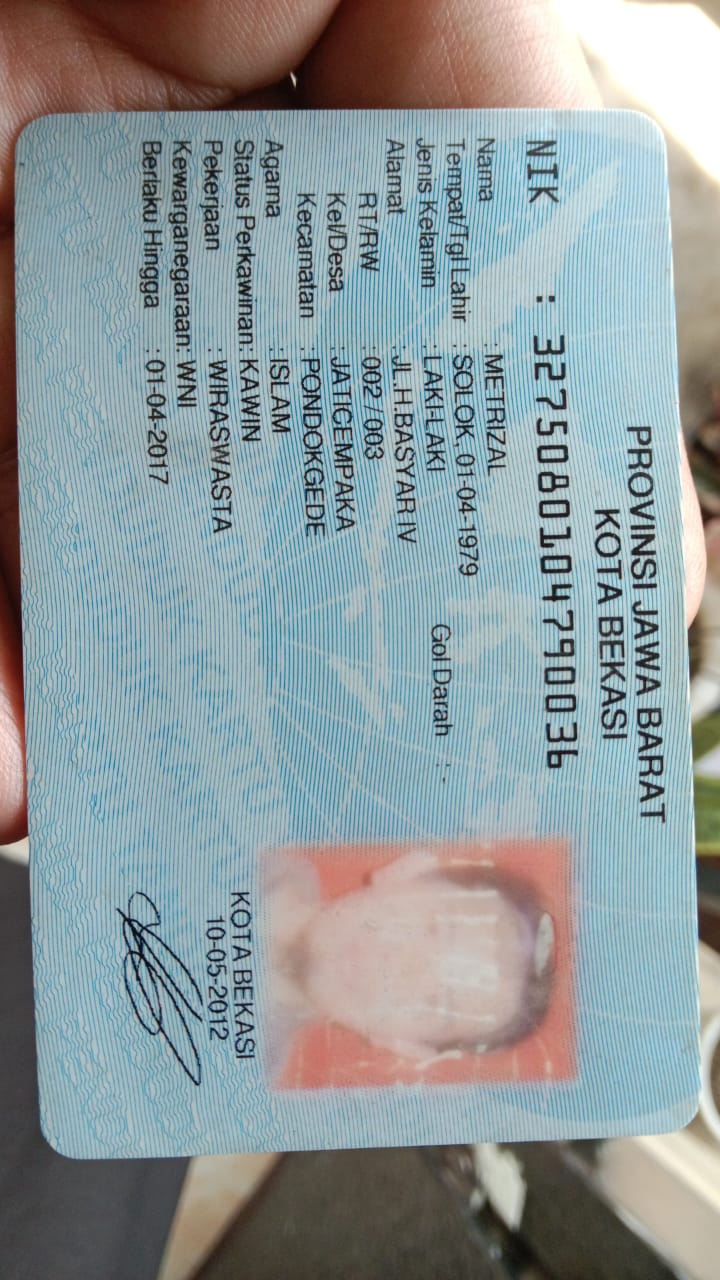 PROVINSI JAWA BARAT
KOTA BEKASI
NIK : 3275080104790036
Nama : METRIZAL
Tempat/Tgl Lahir : SOLOK, 01-04-1979
Jenis Kelamin : LAKI-LAKI Gol Darah : -
Alamat : JL.H.BASYAR IV
RT/RW : 002 / 003
Kel/Desa : JATICEMPAKA
Kecamatan : PONDOKGEDE
Agama : ISLAM
Status Perkawinan : KAWIN
Pekerjaan : WIRASWASTA
Kewarganegaraan : WNI
Berlaku Hingga : 01-04-2017
KOTA BEKASI
10-05-2012